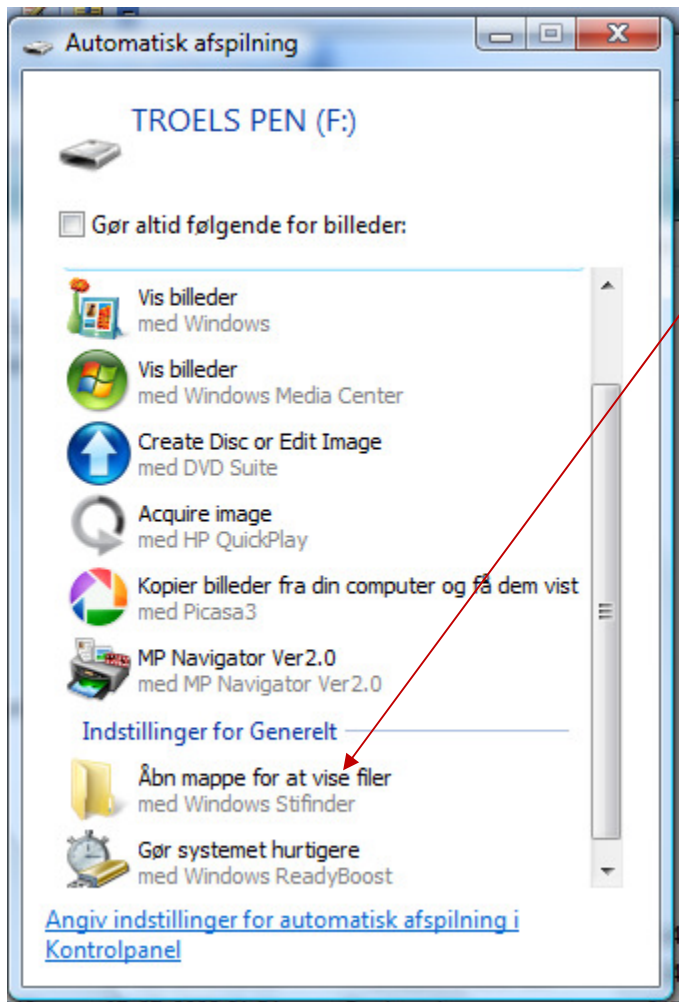 Automatisk afspilning
TROELS PEN (F:)
Gør altid følgende for billeder:
Vis billeder
med Windows
Vis billeder
med Windows Media Center
Create Disc or Edit Image
med DVD Suite
Acquire image
med HP QuickPlay
Kopier billeder fra din computer og få dem vist
med Picasa3
MP Navigator Ver2.0
med MP Navigator Ver2.0
Indstillinger for Generelt
Åbn mappe for at vise filer
med Windows Stifinder
Gør systemet hurtigere
med Windows ReadyBoost
Angiv indstillinger for automatisk afspilning i
Kontrolpanel